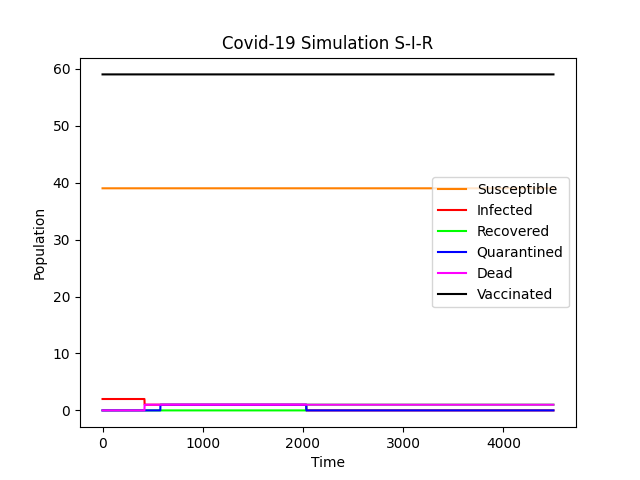 Covid-19 Simulation S-I-R
60
50
40
30
20
10
0
Population
Susceptible
Infected
Recovered
Quarantined
Dead
Vaccinated
0 1000 2000 3000 4000
Time